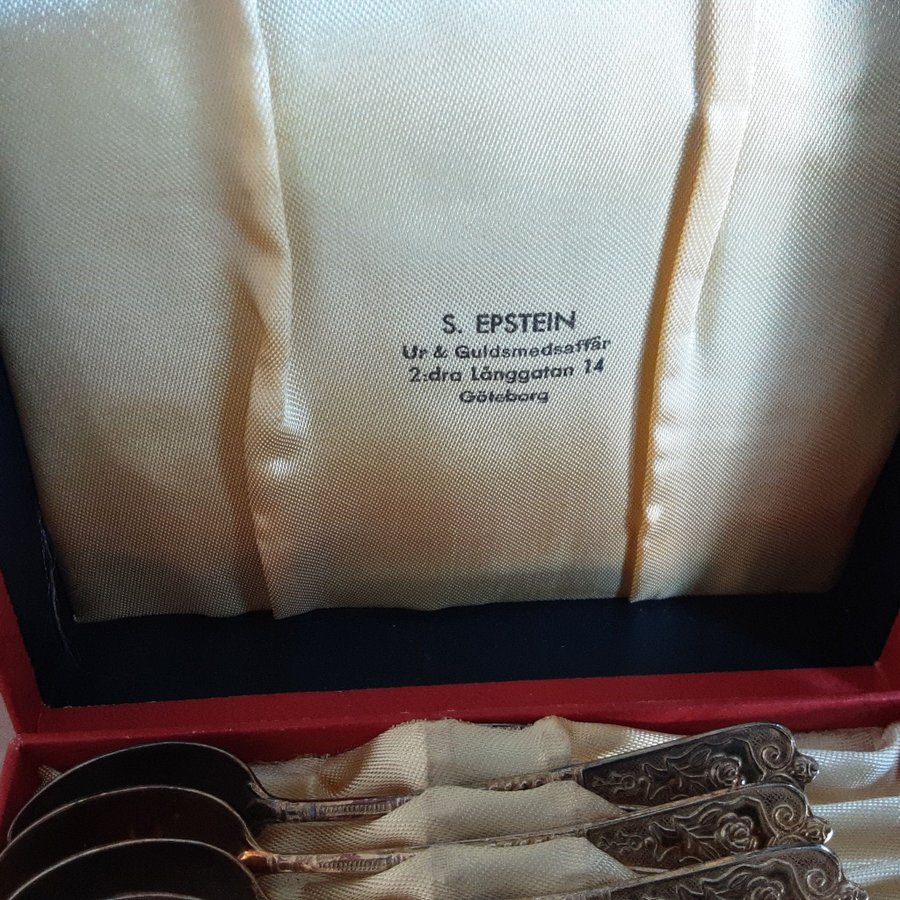 S. EPSTEIN
Ur & Guldsmedsaffär
2:dra Långgatan 14
Göteborg